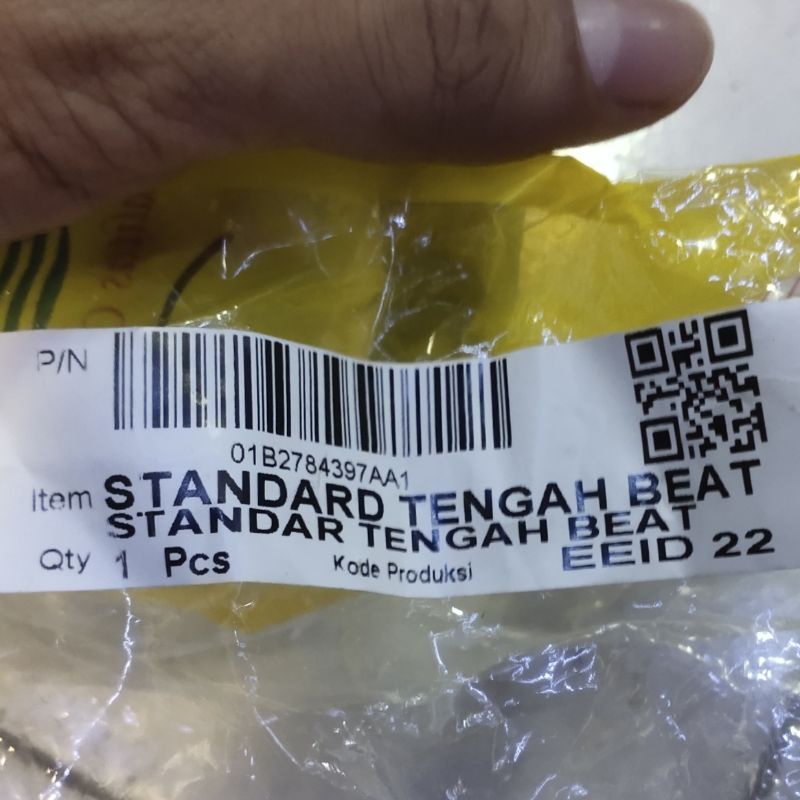 P/N
01B2784397AA1
Item STANDARD TENGAH BEAT
STANDAR TENGAH BEAT
Qty 1 Pcs Kode Produksi EEID 22